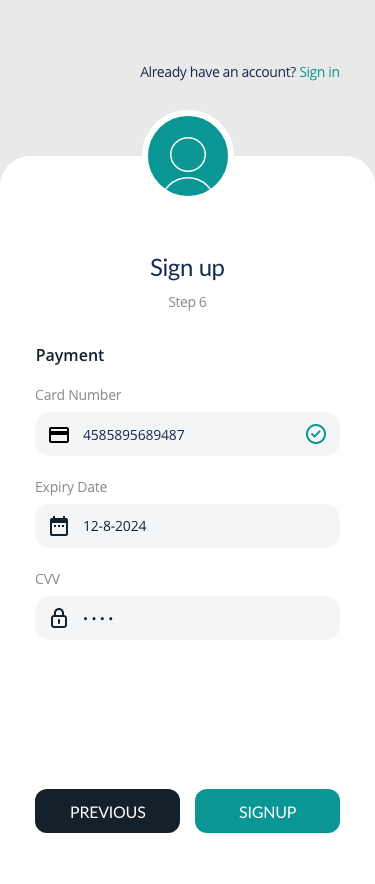 Already have an account? Sign in
Sign up
Step 6
Payment
Card Number
4585895689487
Expiry Date
12-8-2024
CVV
• • • •
PREVIOUS
SIGNUP